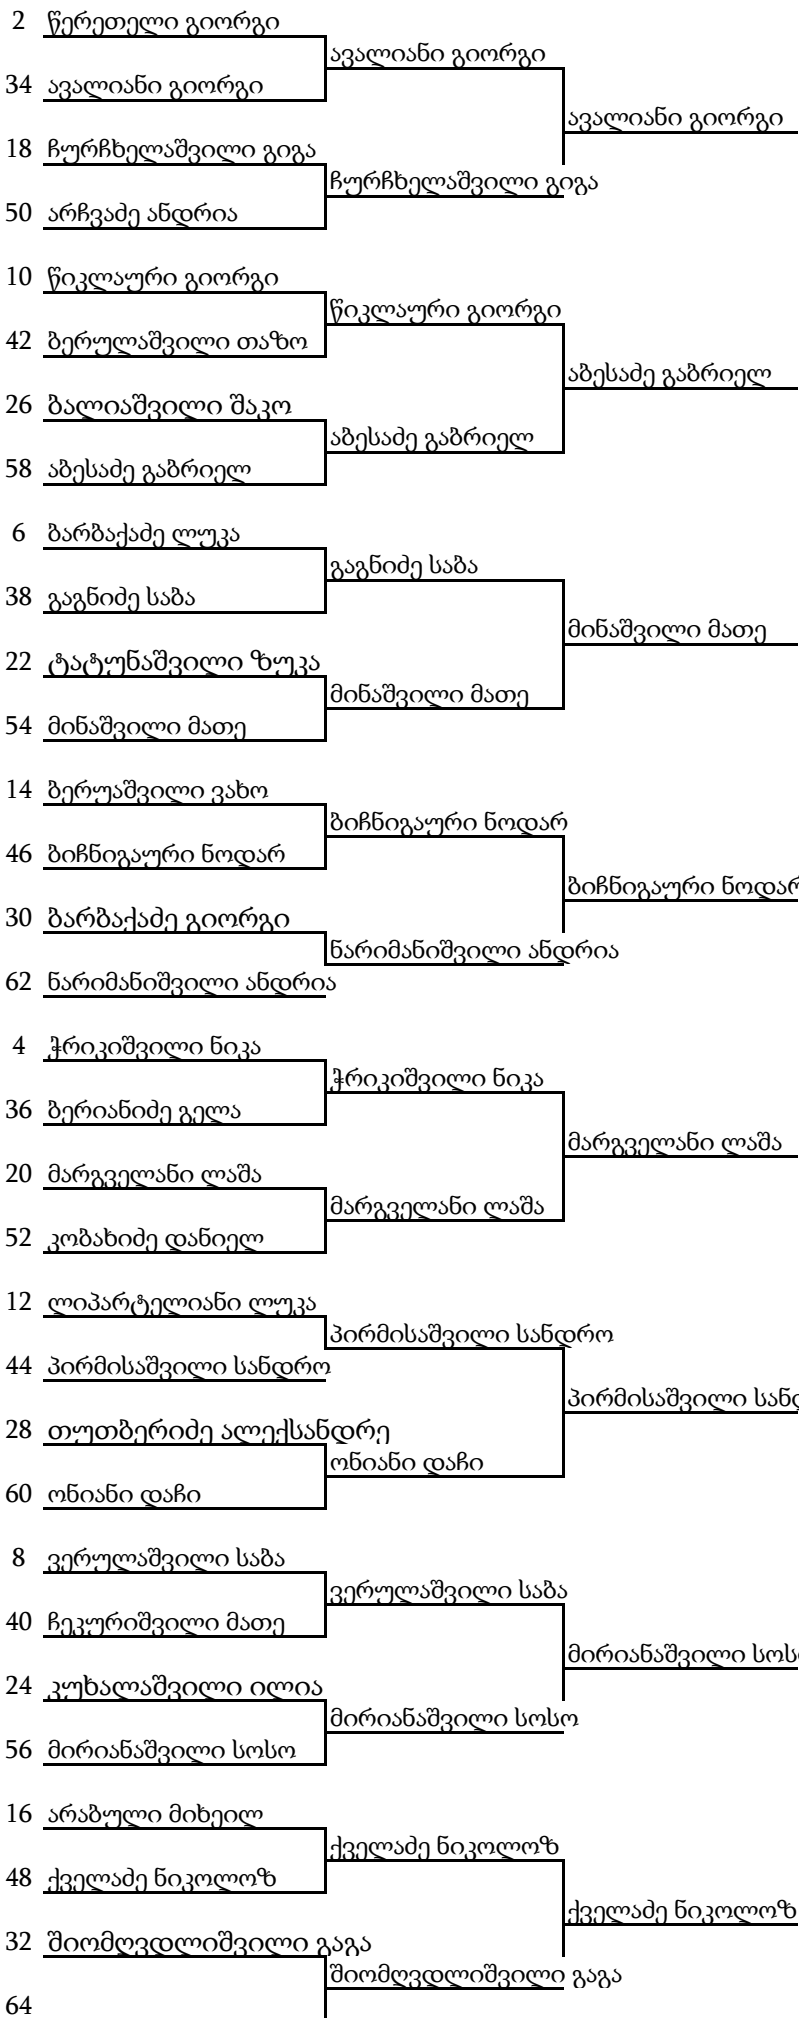 2 წერეთელი გიორგი
ავალიანი გიორგი
34 ავალიანი გიორგი
ავალიანი გიორგი
18 ჩურჩხელაშვილი გიგა
ჩურჩხელაშვილი გიგა
50 არჩვაძე ანდრია
10 წიკლაური გიორგი
წიკლაური გიორგი
42 ბერულაშვილი თაზო
აბესაძე გაბრიელ
26 ბალიაშვილი შაკო
აბესაძე გაბრიელ
58 აბესაძე გაბრიელ
6 ბარბაქაძე ლუკა
გაგნიძე საბა
38 გაგნიძე საბა
მინაშვილი მათე
22 ტატუნაშვილი ზუკა
მინაშვილი მათე
54 მინაშვილი მათე
14 ბერუაშვილი ვახო
ბიჩნიგაური ნოდარ
46 ბიჩნიგაური ნოდარ
ბიჩნიგაური ნოდარ
30 ბარბაქაძე გიორგი
ნარიმანიშვილი ანდრია
62 ნარიმანიშვილი ანდრია
4 ჭრიკიშვილი ნიკა
ჭრიკიშვილი ნიკა
36 ბერიანიძე გელა
მარგველანი ლაშა
20 მარგველანი ლაშა
მარგველანი ლაშა
52 კობახიძე დანიელ
12 ლიპარტელიანი ლუკა
პირმისაშვილი სანდრო
44 პირმისაშვილი სანდრო
პირმისაშვილი სანდ
28 თუთბერიძე ალექსანდრე
ონიანი დაჩი
60 ონიანი დაჩი
8 ვერულაშვილი საბა
ვერულაშვილი საბა
40 ჩეკურიშვილი მათე
მირიანაშვილი სოსო
24 კუხალაშვილი ილია
მირიანაშვილი სოსო
56 მირიანაშვილი სოსო
16 არაბული მიხეილ
ქველაძე ნიკოლოზ
48 ქველაძე ნიკოლოზ
ქველაძე ნიკოლოზ
32 შიომღვდლიშვილი გაგა
შიომღვდლიშვილი გაგა
64